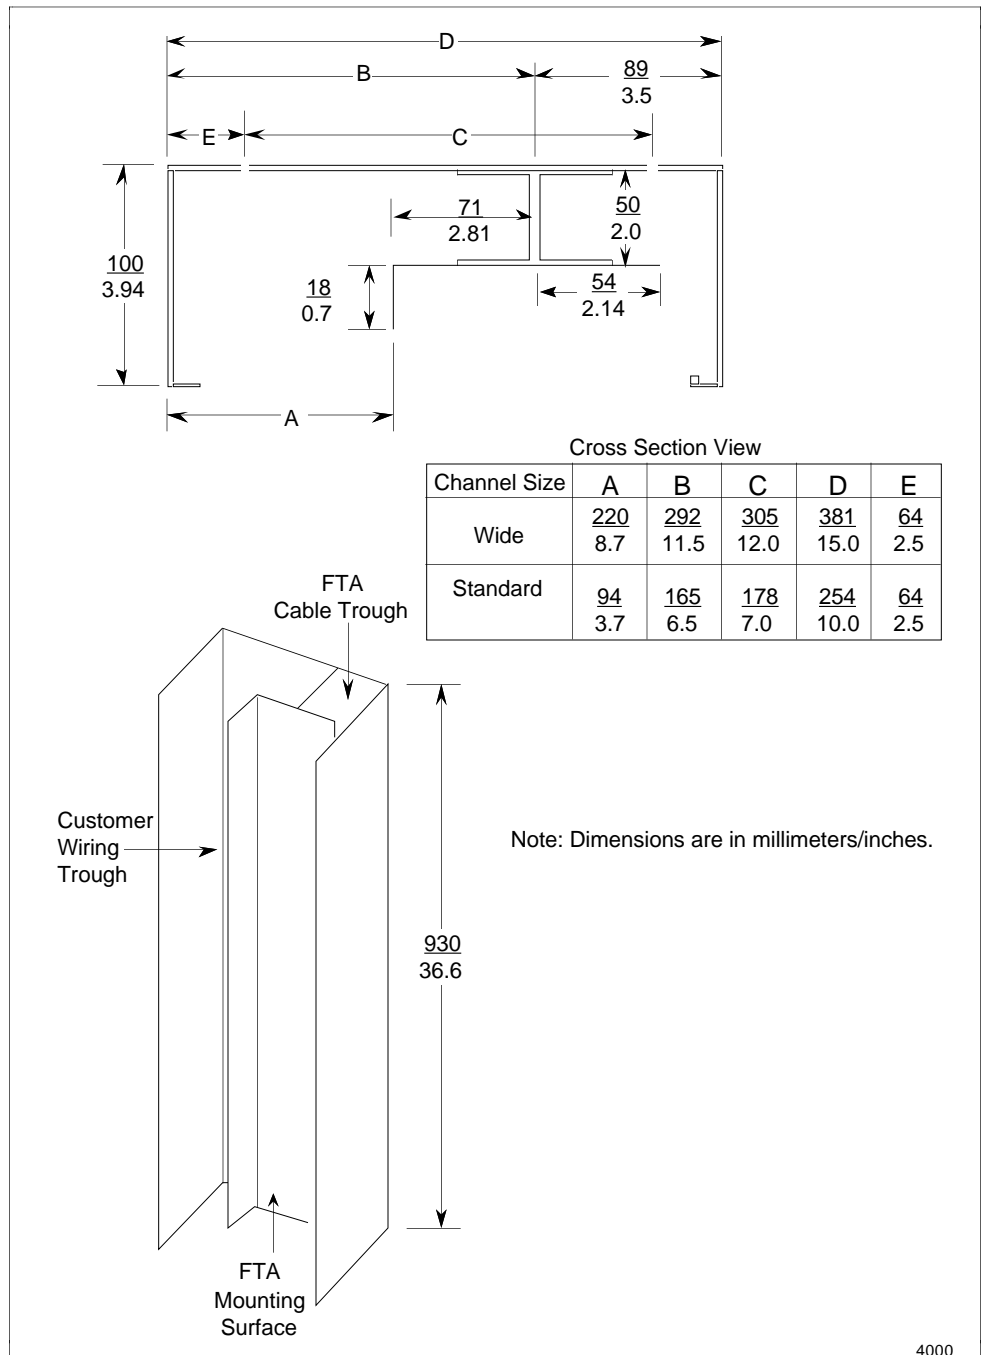 D
B
89
3.5
E
C
71
2.81
50
2.0
100
3.94
18
0.7
54
2.14
A
Cross Section View
Channel Size A B C D E
Wide
220 292 305 381 64
8.7 11.5 12.0 15.0 2.5
Standard
94 165 178 254 64
3.7 6.5 7.0 10.0 2.5
FTA
Cable Trough
Customer
Wiring
Trough
Note: Dimensions are in millimeters/inches.
930
36.6
FTA
Mounting
Surface
4000